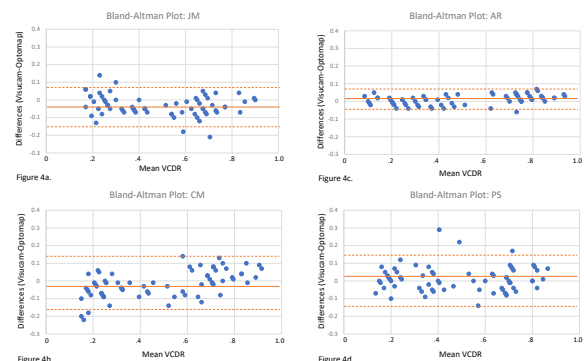 Bland-Altman Plot: JM
Differences (Visucam-Optomap)
0.4
0.3
0.2
0.1
0
-0.1
-0.2
-0.3
0 .2 .4 .6 .8 1.0
Mean VCDR
Figure 4a.
Bland-Altman Plot: AR
Differences (Visucam-Optomap)
0.4
0.3
0.2
0.1
0
-0.1
-0.2
-0.3
0 .2 .4 .6 .8 1.0
Mean VCDR
Figure 4c.
Bland-Altman Plot: CM
Differences (Visucam-Optomap)
0.4
0.3
0.2
0.1
0
-0.1
-0.2
-0.3
0 .2 .4 .6 .8 1.0
Mean VCDR
Figure 4b.
Bland-Altman Plot: PS
Differences (Visucam-Optomap)
0.4
0.3
0.2
0.1
0
-0.1
-0.2
-0.3
0 .2 .4 .6 .8 1.0
Mean VCDR
Figure 4d.